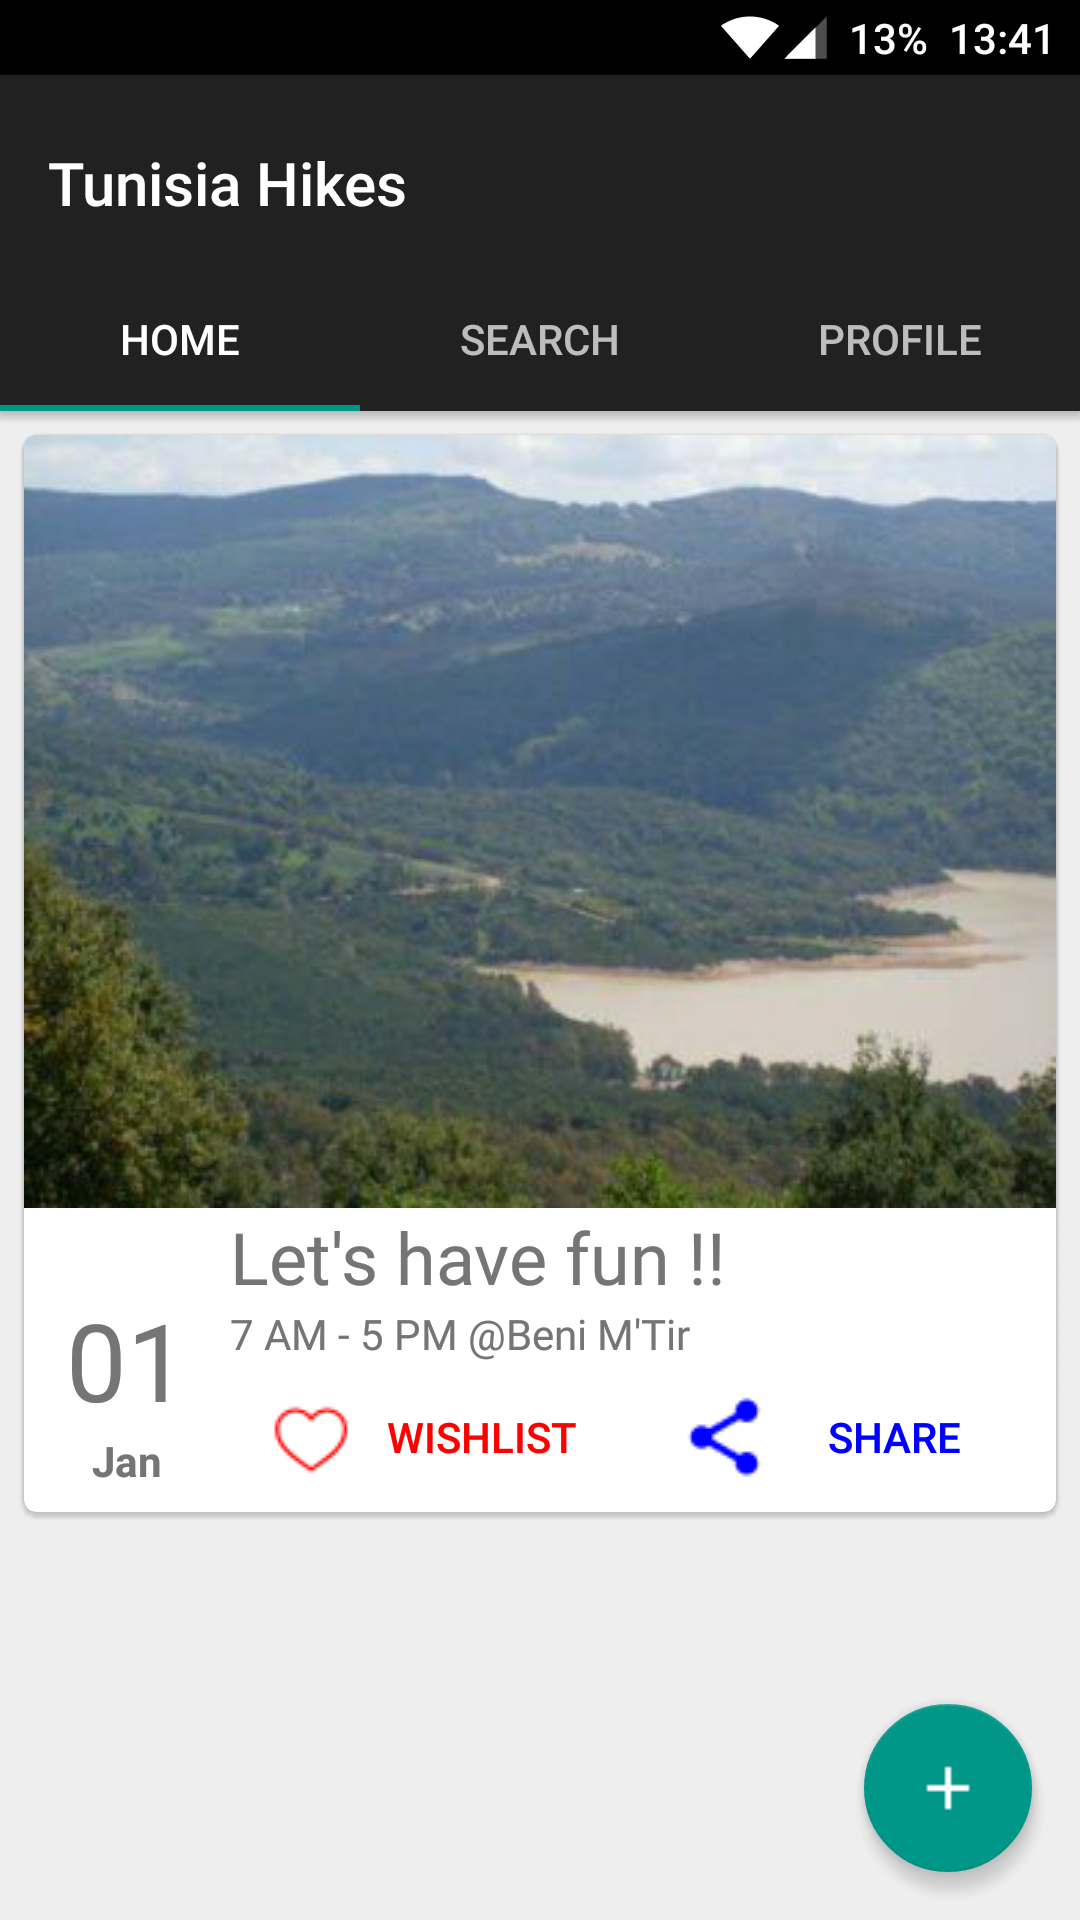 13% 13:41
Tunisia Hikes
HOME SEARCH PROFILE
Let's have fun !!
7 AM - 5 PM @Beni M'Tir
01
Jan
WISHLIST SHARE